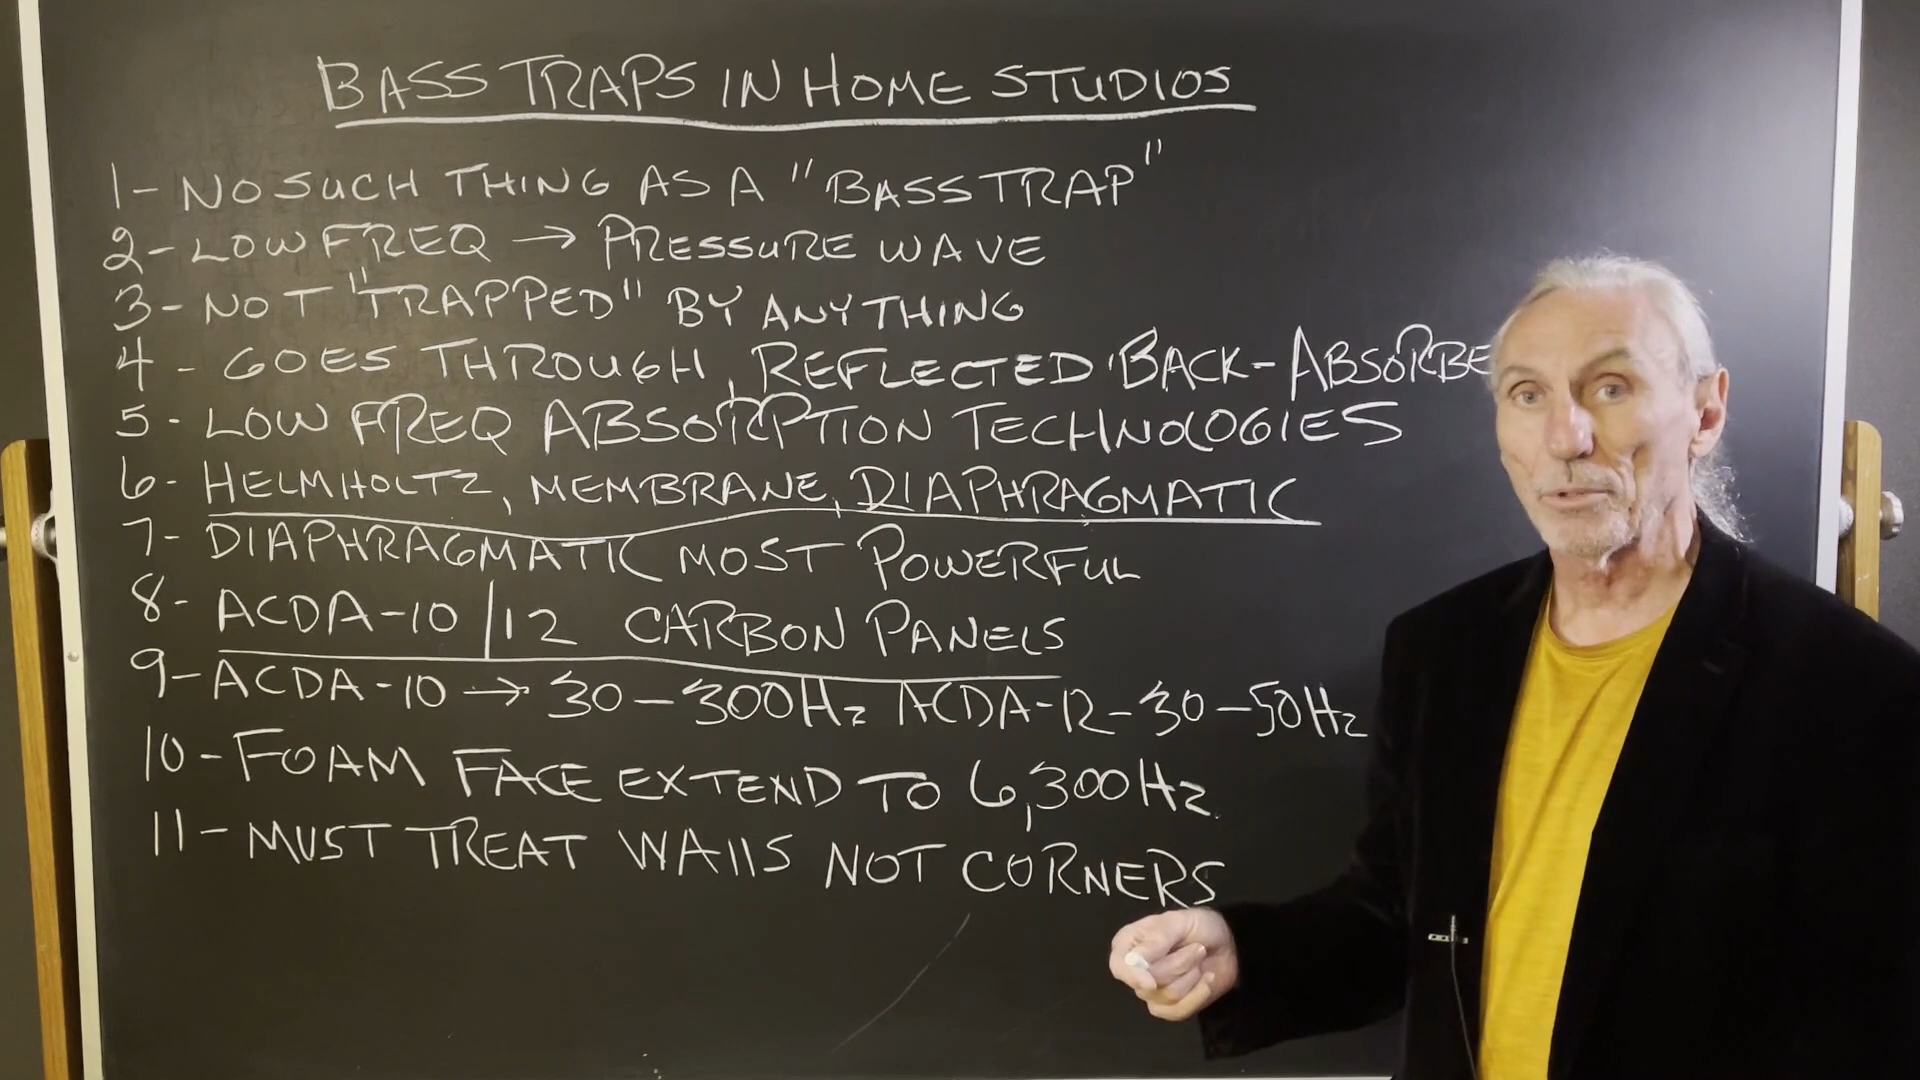 BASS TRAPS IN HOME STUDIOS
1- NO SUCH THING AS A "BASS TRAP"
2- LOW FREQ → PRESSURE WAVE
3- NOT "TRAPPED" BY ANYTHING
4- GOES THROUGH, REFLECTED BACK- ABSORBE
5- LOW FREQ ABSORPTION TECHNOLOGIES
6- HELMHOLTZ, MEMBRANE, DIAPHRAGMATIC
7- DIAPHRAGMATIC MOST POWERFUL
8- ACDA-10/12 CARBON PANELS
9- ACDA-10 → 30-300Hz ACDA-12-30-50Hz
10- FOAM FACE EXTEND TO 6,300Hz.
11- MUST TREAT WALLS NOT CORNERS